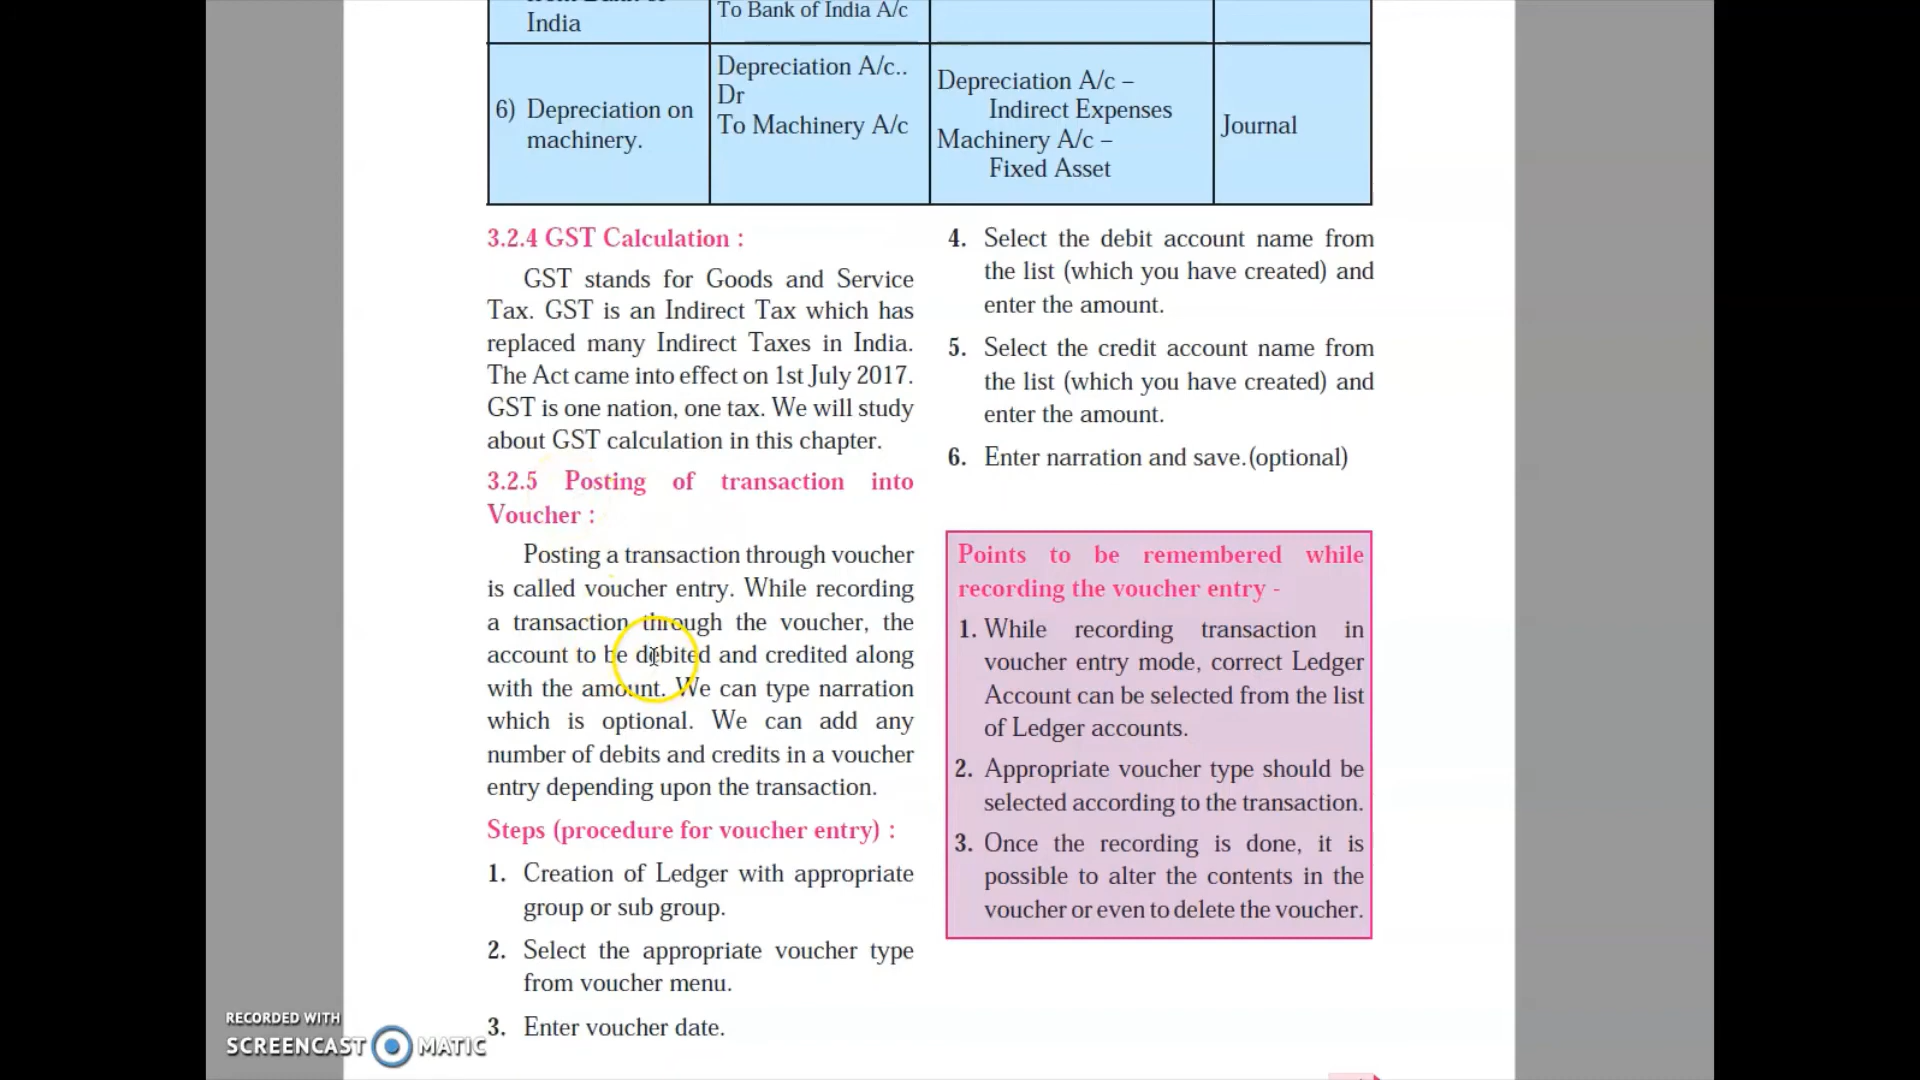 India
To Bank of India A/c
6) Depreciation on
machinery.
Depreciation A/c..
Dr
To Machinery A/c
Depreciation A/c –
Indirect Expenses
Machinery A/c –
Fixed Asset
Journal
3.2.4 GST Calculation :
GST stands for Goods and Service
Tax. GST is an Indirect Tax which has
replaced many Indirect Taxes in India.
The Act came into effect on 1st July 2017.
GST is one nation, one tax. We will study
about GST calculation in this chapter.
3.2.5 Posting of transaction into
Voucher :
Posting a transaction through voucher
is called voucher entry. While recording
a transaction through the voucher, the
account to be debited and credited along
with the amount. We can type narration
which is optional. We can add any
number of debits and credits in a voucher
entry depending upon the transaction.
Steps (procedure for voucher entry) :
1. Creation of Ledger with appropriate
group or sub group.
2. Select the appropriate voucher type
from voucher menu.
3. Enter voucher date.
4. Select the debit account name from
the list (which you have created) and
enter the amount.
5. Select the credit account name from
the list (which you have created) and
enter the amount.
6. Enter narration and save.(optional)
Points to be remembered while
recording the voucher entry -
1. While recording transaction in
voucher entry mode, correct Ledger
Account can be selected from the list
of Ledger accounts.
2. Appropriate voucher type should be
selected according to the transaction.
3. Once the recording is done, it is
possible to alter the contents in the
voucher or even to delete the voucher.
RECORDED WITH
SCREENCAST MATIC